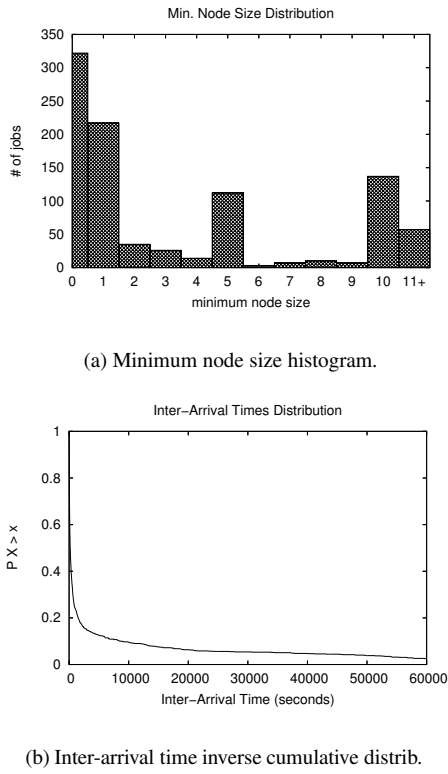 Min. Node Size Distribution
350
300
250
200
150
100
50
0
# of jobs
0 1 2 3 4 5 6 7 8 9 10 11+
minimum node size
(a) Minimum node size histogram.
Inter-Arrival Times Distribution
1
0.8
0.6
0.4
0.2
0
P X > x
0 10000 20000 30000 40000 50000 60000
Inter-Arrival Time (seconds)
(b) Inter-arrival time inverse cumulative distrib.